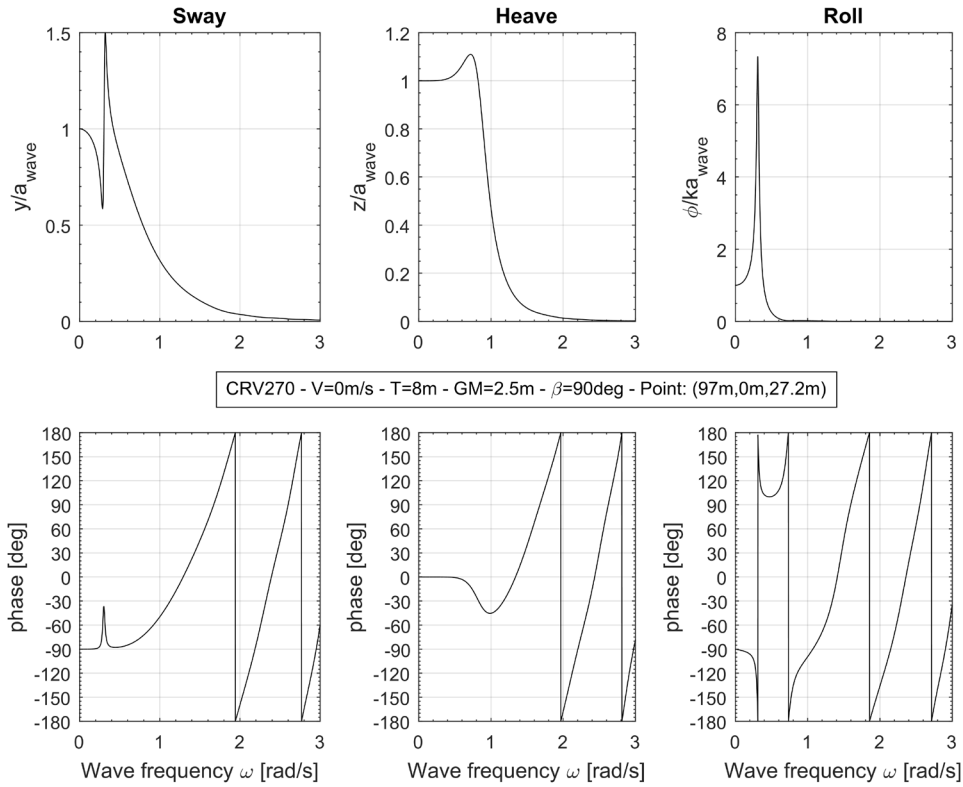 Sway
Heave
Roll
1.5
1
0.5
0
y/a_wave
0 1 2 3
1.2
1
0.8
0.6
0.4
0.2
0
z/a_wave
0 1 2 3
8
6
4
2
0
ϕ/ka_wave
0 1 2 3
CRV270 - V=0m/s - T=8m - GM=2.5m - β=90deg - Point: (97m,0m,27.2m)
180
150
120
90
60
30
0
-30
-60
-90
-120
-150
-180
phase [deg]
0 1 2 3
Wave frequency ω [rad/s]
180
150
120
90
60
30
0
-30
-60
-90
-120
-150
-180
phase [deg]
0 1 2 3
Wave frequency ω [rad/s]
180
150
120
90
60
30
0
-30
-60
-90
-120
-150
-180
phase [deg]
0 1 2 3
Wave frequency ω [rad/s]